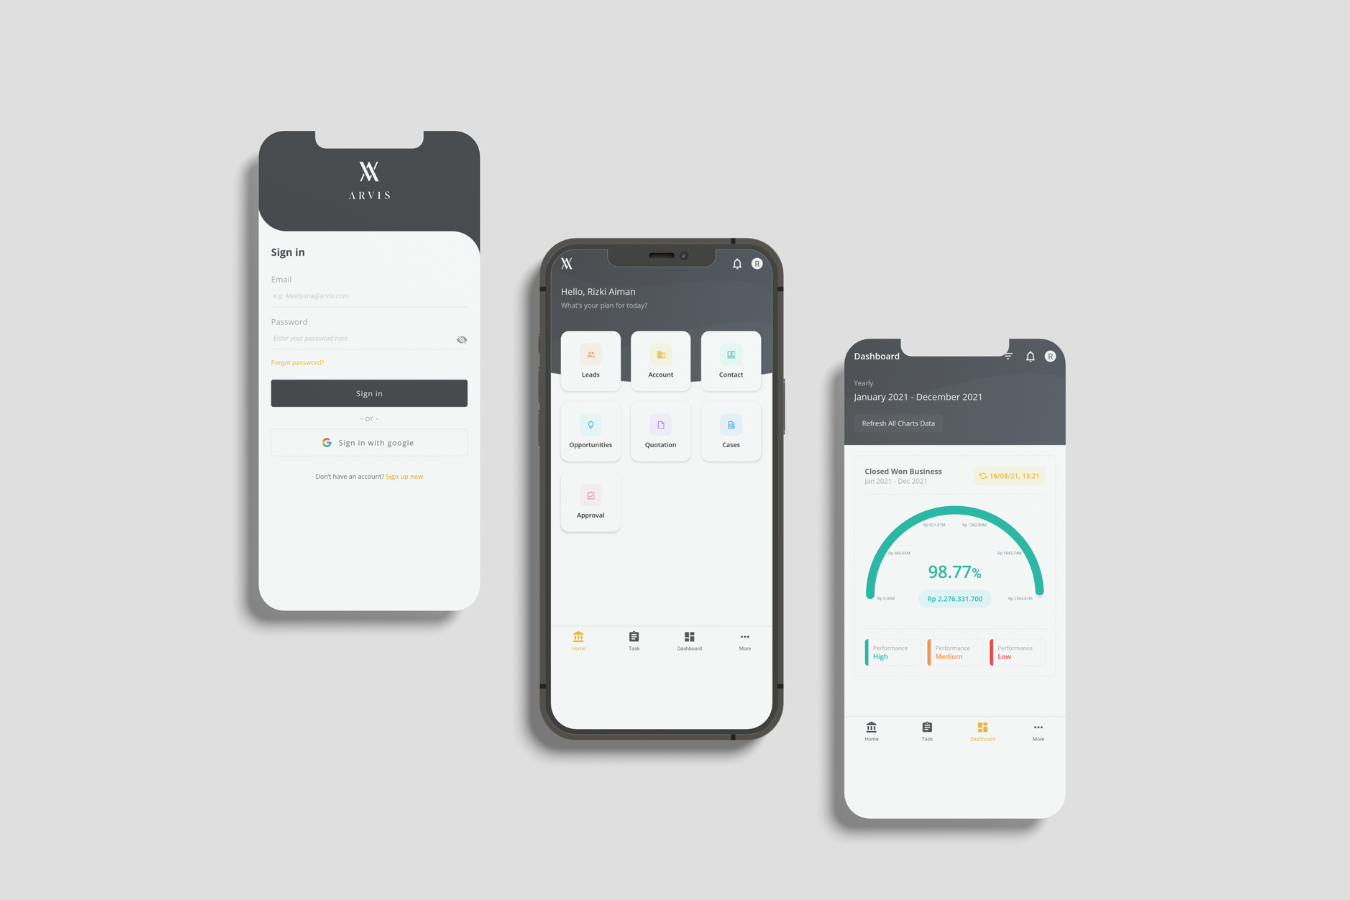 ARVIS
Sign in
Email
e.g. Meliyana@arvis.com
Password
Enter your password here
Forgot password?
Sign in
- or -
Sign in with google
Don't have an account? Sign up now
R
Hello, Rizki Aiman
What's your plan for today?
Leads
Account
Contact
Opportunities
Quotation
Cases
Approval
Home
Task
Dashboard
More
Dashboard
R
Yearly
January 2021 - December 2021
Refresh All Charts Data
Closed Won Business
Jan 2021 - Dec 2021
16/08/21, 13:21
98.77%
Rp 0.00M
Rp 2.276.331.700
Performance
High
Performance
Medium
Performance
Low
Home
Task
Dashboard
More